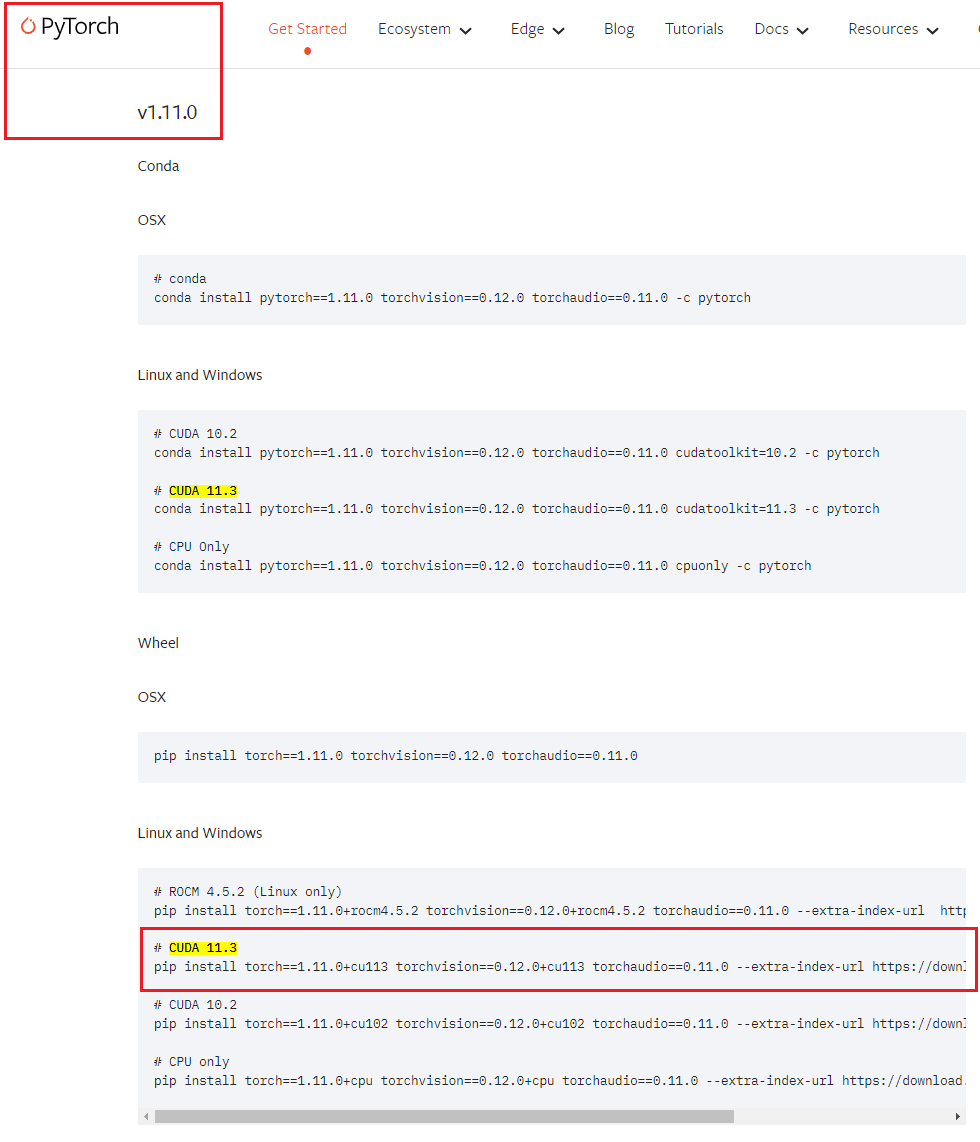 PyTorch
Get Started Ecosystem Edge Blog Tutorials Docs Resources
v1.11.0
Conda
OSX
# conda
conda install pytorch==1.11.0 torchvision==0.12.0 torchaudio==0.11.0 -c pytorch
Linux and Windows
# CUDA 10.2
conda install pytorch==1.11.0 torchvision==0.12.0 torchaudio==0.11.0 cudatoolkit=10.2 -c pytorch
# CUDA 11.3
conda install pytorch==1.11.0 torchvision==0.12.0 torchaudio==0.11.0 cudatoolkit=11.3 -c pytorch
# CPU Only
conda install pytorch==1.11.0 torchvision==0.12.0 torchaudio==0.11.0 cpuonly -c pytorch
Wheel
OSX
pip install torch==1.11.0 torchvision==0.12.0 torchaudio==0.11.0
Linux and Windows
# ROCM 4.5.2 (Linux only)
pip install torch==1.11.0+rocm4.5.2 torchvision==0.12.0+rocm4.5.2 torchaudio==0.11.0 --extra-index-url
# CUDA 11.3
pip install torch==1.11.0+cu113 torchvision==0.12.0+cu113 torchaudio==0.11.0 --extra-index-url https://down
# CUDA 10.2
pip install torch==1.11.0+cu102 torchvision==0.12.0+cu102 torchaudio==0.11.0 --extra-index-url https://down
# CPU only
pip install torch==1.11.0+cpu torchvision==0.12.0+cpu torchaudio==0.11.0 --extra-index-url https://download.